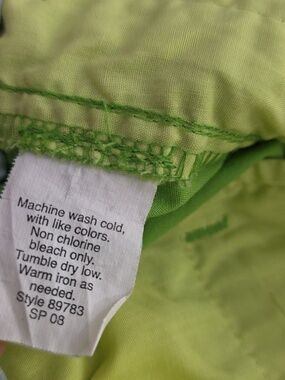 Machine wash cold,
with like colors.
Non chlorine
bleach only.
Tumble dry low.
Warm iron as
needed.
Style 89783
SP 08